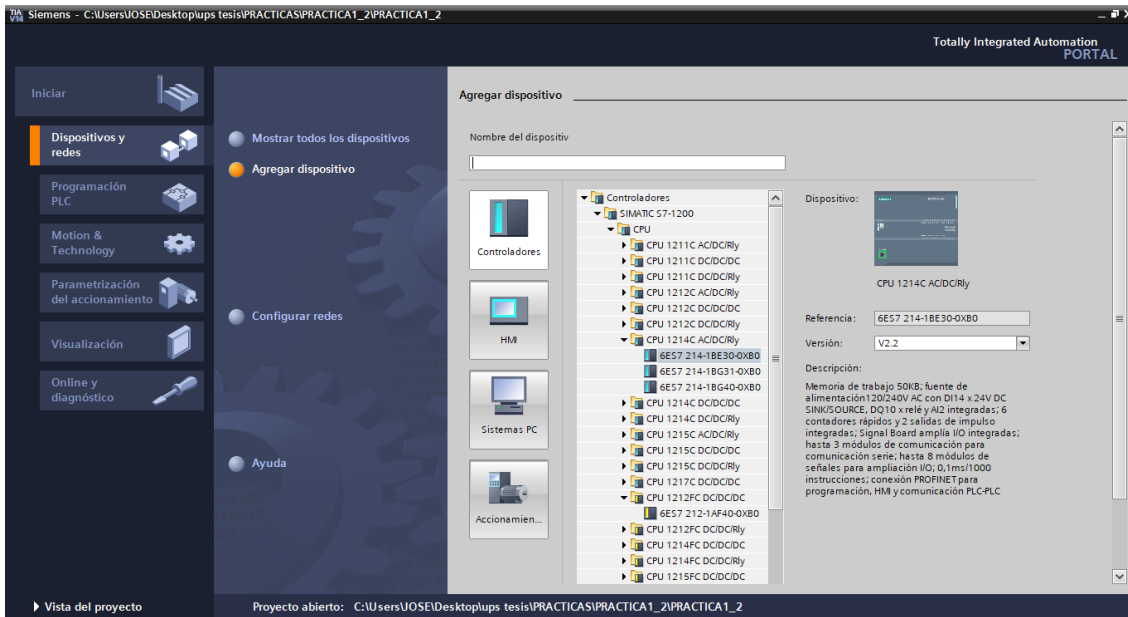 TIA V14 Siemens - C:\Users\JOSE\Desktop\ups tesis\PRACTICAS\PRACTICA1_2\PRACTICA1_2
Totally Integrated Automation
PORTAL
Iniciar
Dispositivos y
redes
Programación
PLC
Motion &
Technology
Parametrización
del accionamiento
Visualización
Online y
diagnóstico
Mostrar todos los dispositivos
Agregar dispositivo
Configurar redes
Ayuda
Agregar dispositivo
Nombre del dispositiv
Controladores
HMI
Sistemas PC
Accionamien...
Controladores
SIMATIC S7-1200
CPU
CPU 1211C AC/DC/Rly
CPU 1211C DC/DC/DC
CPU 1211C DC/DC/Rly
CPU 1212C AC/DC/Rly
CPU 1212C DC/DC/DC
CPU 1212C DC/DC/Rly
CPU 1214C AC/DC/Rly
6ES7 214-1BE30-0XB0
6ES7 214-1BG31-0XB0
6ES7 214-1BG40-0XB0
CPU 1214C DC/DC/DC
CPU 1214C DC/DC/Rly
CPU 1215C AC/DC/Rly
CPU 1215C DC/DC/DC
CPU 1215C DC/DC/Rly
CPU 1217C DC/DC/DC
CPU 1212FC DC/DC/DC
6ES7 212-1AF40-0XB0
CPU 1212FC DC/DC/Rly
CPU 1214FC DC/DC/DC
CPU 1214FC DC/DC/Rly
CPU 1215FC DC/DC/DC
Dispositivo:
CPU 1214C AC/DC/Rly
Referencia: 6ES7 214-1BE30-0XB0
Versión: V2.2
Descripción:
Memoria de trabajo 50KB; fuente de
alimentación120/240V AC con DI14 x 24V DC
SINK/SOURCE, DQ10 x relé y AI2 integradas; 6
contadores rápidos y 2 salidas de impulso
integradas; Signal Board amplía I/O integradas;
hasta 3 módulos de comunicación para
comunicación serie; hasta 8 módulos de
señales para ampliación I/O; 0,1ms/1000
instrucciones; conexión PROFINET para
programación, HMI y comunicación PLC-PLC
Vista del proyecto
Proyecto abierto: C:\Users\JOSE\Desktop\ups tesis\PRACTICAS\PRACTICA1_2\PRACTICA1_2